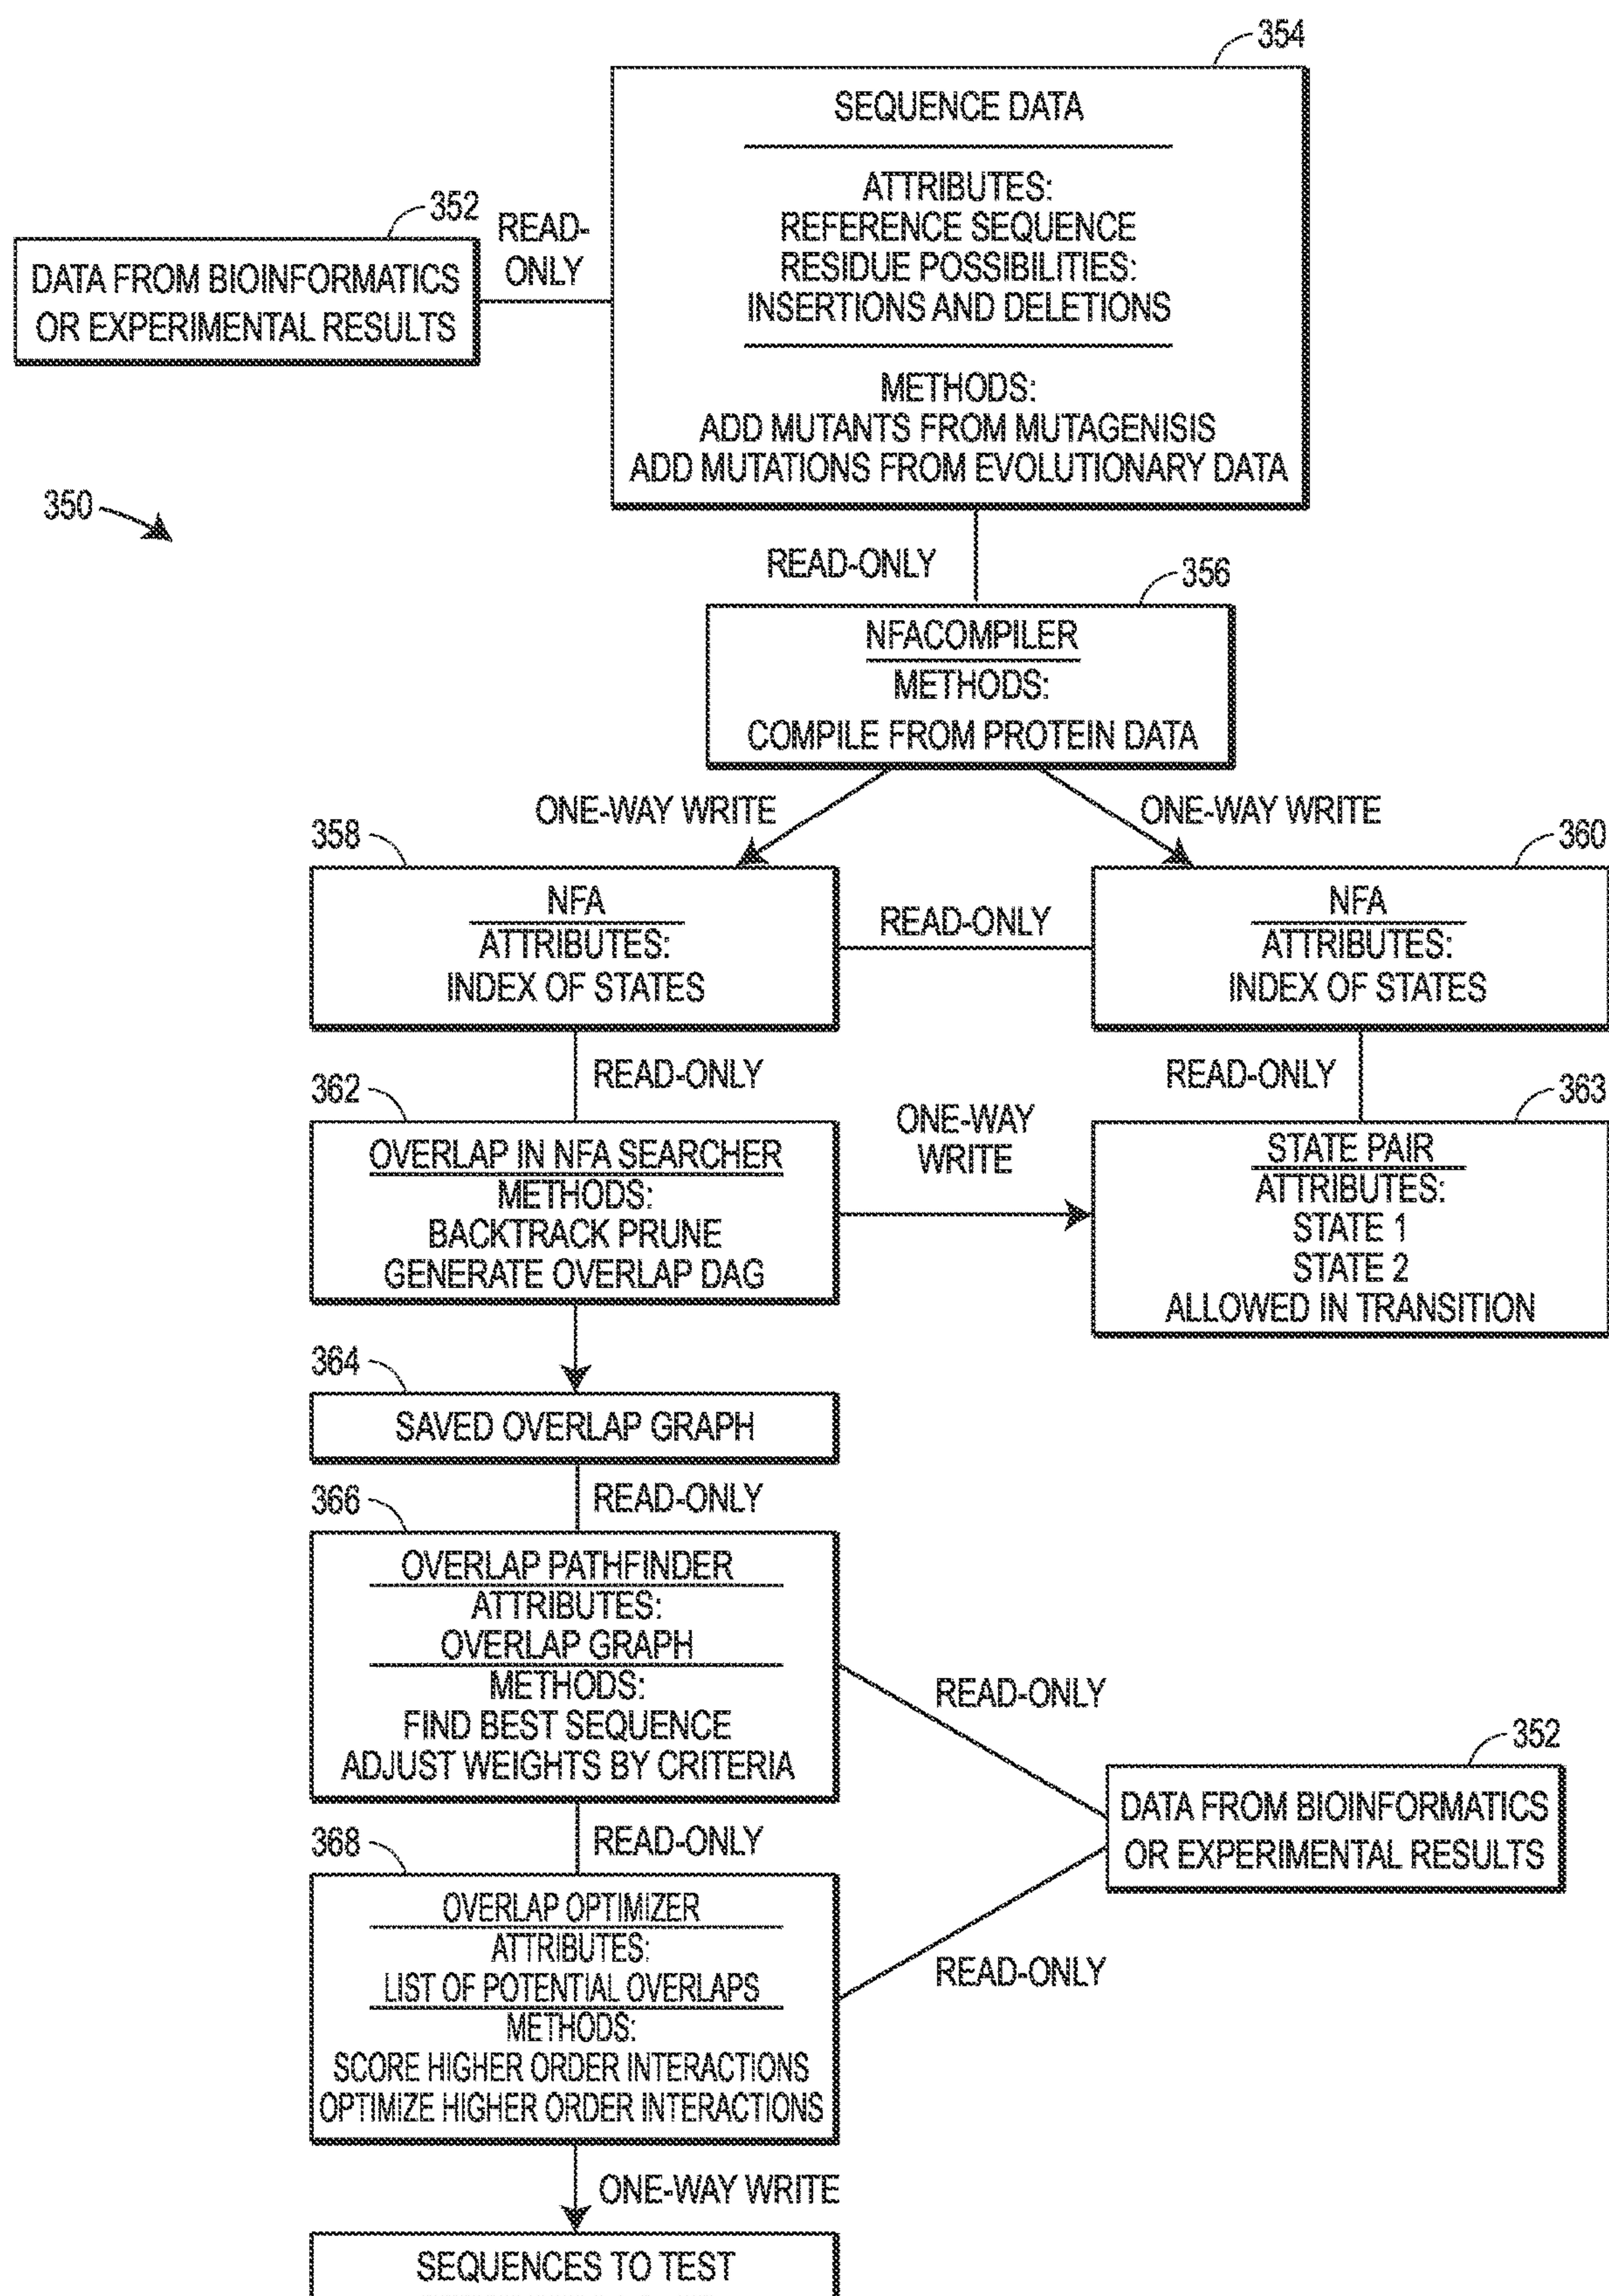 354
SEQUENCE DATA
ATTRIBUTES:
REFERENCE SEQUENCE
RESIDUE POSSIBILITIES:
INSERTIONS AND DELETIONS
METHODS:
ADD MUTANTS FROM MUTAGENISIS
ADD MUTATIONS FROM EVOLUTIONARY DATA
352
READ-
ONLY
DATA FROM BIOINFORMATICS
OR EXPERIMENTAL RESULTS
350
READ-ONLY
356
NFACOMPILER
METHODS:
COMPILE FROM PROTEIN DATA
ONE-WAY WRITE
ONE-WAY WRITE
358
NFA
ATTRIBUTES:
INDEX OF STATES
READ-ONLY
360
NFA
ATTRIBUTES:
INDEX OF STATES
READ-ONLY
READ-ONLY
362
OVERLAP IN NFA SEARCHER
METHODS:
BACKTRACK PRUNE
GENERATE OVERLAP DAG
ONE-WAY
WRITE
363
STATE PAIR
ATTRIBUTES:
STATE 1
STATE 2
ALLOWED IN TRANSITION
364
SAVED OVERLAP GRAPH
READ-ONLY
366
OVERLAP PATHFINDER
ATTRIBUTES:
OVERLAP GRAPH
METHODS:
FIND BEST SEQUENCE
ADJUST WEIGHTS BY CRITERIA
READ-ONLY
352
DATA FROM BIOINFORMATICS
OR EXPERIMENTAL RESULTS
READ-ONLY
368
OVERLAP OPTIMIZER
ATTRIBUTES:
LIST OF POTENTIAL OVERLAPS
METHODS:
SCORE HIGHER ORDER INTERACTIONS
OPTIMIZE HIGHER ORDER INTERACTIONS
READ-ONLY
ONE-WAY WRITE
SEQUENCES TO TEST